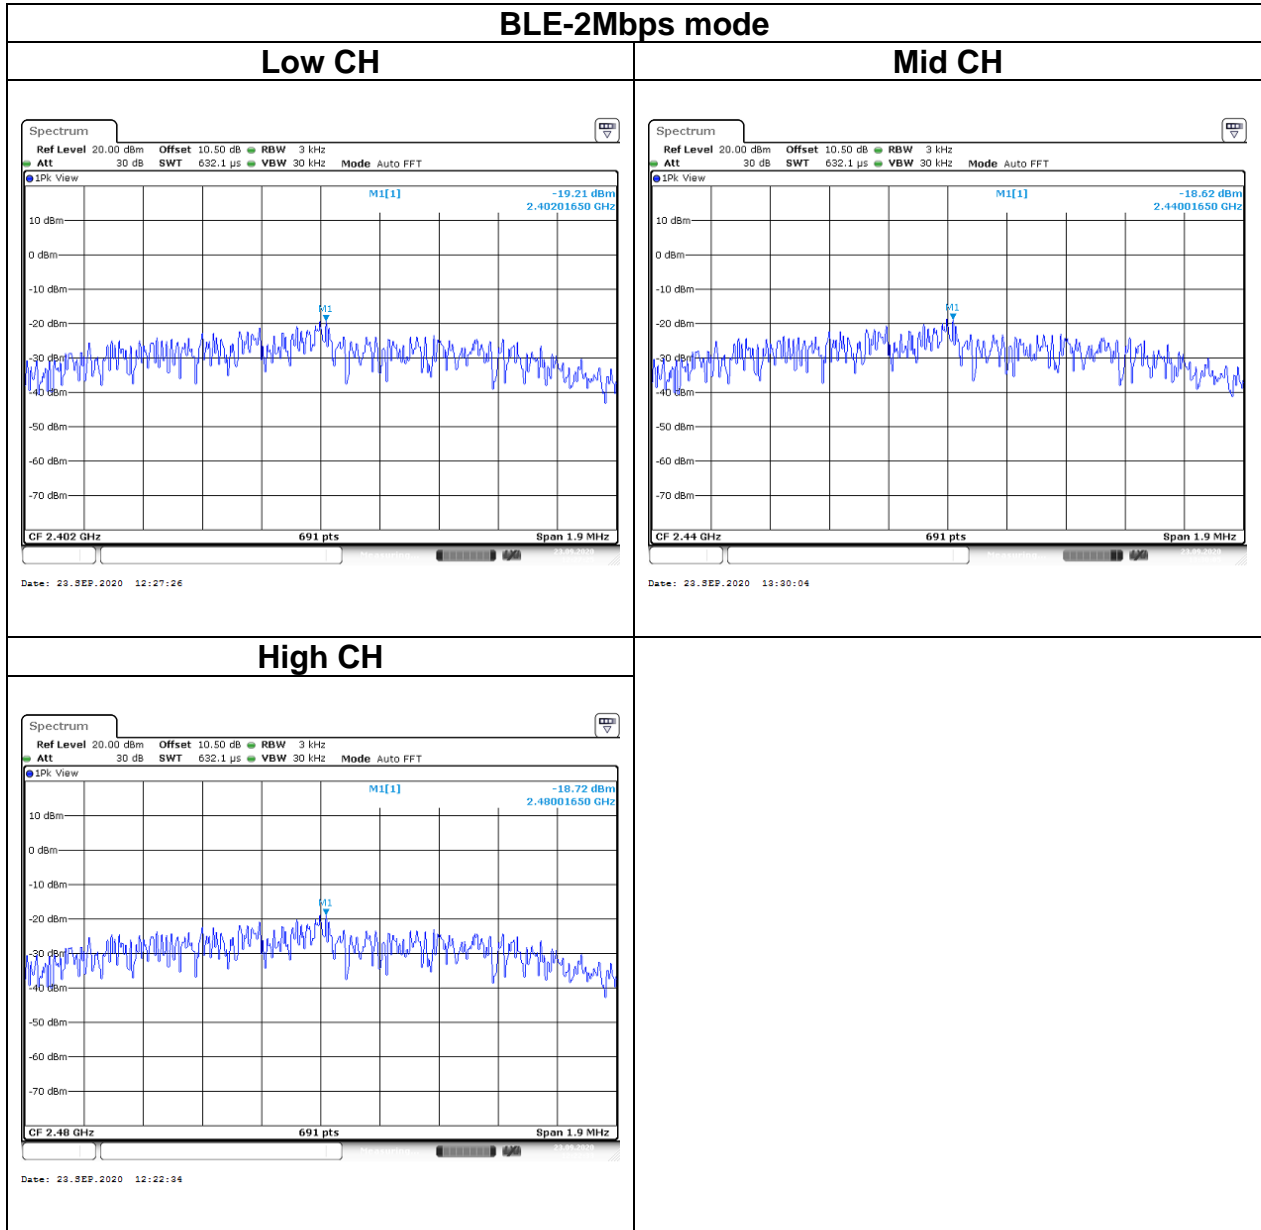 BLE-2Mbps mode
Low CH
Mid CH
Spectrum
Ref Level 20.00 dBm Offset 10.50 dB RBW 3 kHz
Att 30 dB SWT 632.1 µs VBW 30 kHz Mode Auto FFT
1Pk View
M1[1] -19.21 dBm
2.40201650 GHz
10 dBm
0 dBm
-10 dBm
M1
-20 dBm
-30 dBm
-40 dBm
-50 dBm
-60 dBm
-70 dBm
CF 2.402 GHz 691 pts Span 1.9 MHz
Date: 23.SEP.2020 12:27:26
Spectrum
Ref Level 20.00 dBm Offset 10.50 dB RBW 3 kHz
Att 30 dB SWT 632.1 µs VBW 30 kHz Mode Auto FFT
1Pk View
M1[1] -18.62 dBm
2.44001650 GHz
10 dBm
0 dBm
-10 dBm
M1
-20 dBm
-30 dBm
-40 dBm
-50 dBm
-60 dBm
-70 dBm
CF 2.44 GHz 691 pts Span 1.9 MHz
Date: 23.SEP.2020 13:30:04
High CH
Spectrum
Ref Level 20.00 dBm Offset 10.50 dB RBW 3 kHz
Att 30 dB SWT 632.1 µs VBW 30 kHz Mode Auto FFT
1Pk View
M1[1] -18.72 dBm
2.48001650 GHz
10 dBm
0 dBm
-10 dBm
M1
-20 dBm
-30 dBm
-40 dBm
-50 dBm
-60 dBm
-70 dBm
CF 2.48 GHz 691 pts Span 1.9 MHz
Date: 23.SEP.2020 12:22:34